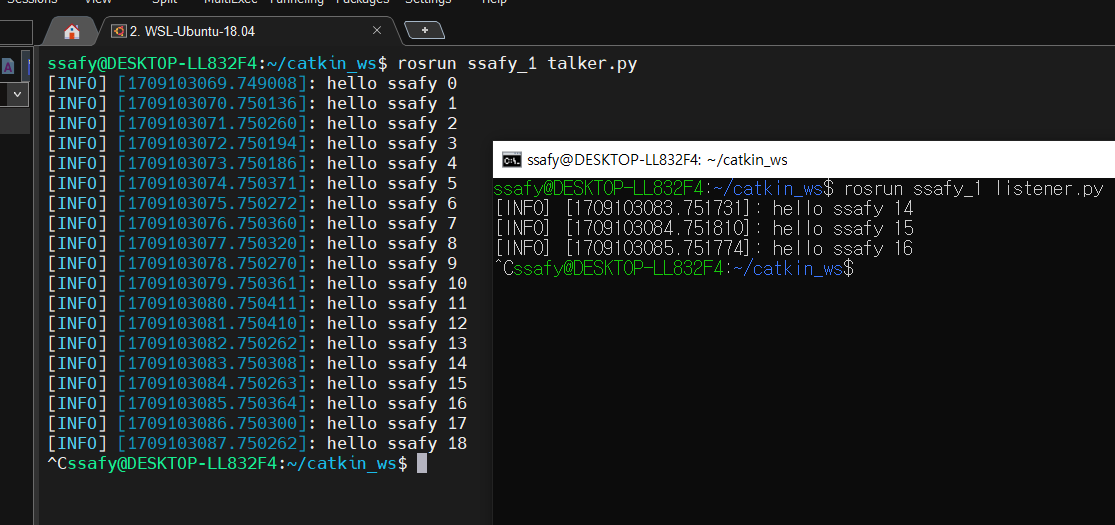 Sessions View Split MultiExec Tunneling Packages Settings Help
2. WSL-Ubuntu-18.04
ssafy@DESKTOP-LL832F4:~/catkin_ws$ rosrun ssafy_1 talker.py
[INFO] [1709103069.749008]: hello ssafy 0
[INFO] [1709103070.750136]: hello ssafy 1
[INFO] [1709103071.750260]: hello ssafy 2
[INFO] [1709103072.750194]: hello ssafy 3
[INFO] [1709103073.750186]: hello ssafy 4
[INFO] [1709103074.750371]: hello ssafy 5
[INFO] [1709103075.750272]: hello ssafy 6
[INFO] [1709103076.750360]: hello ssafy 7
[INFO] [1709103077.750320]: hello ssafy 8
[INFO] [1709103078.750270]: hello ssafy 9
[INFO] [1709103079.750361]: hello ssafy 10
[INFO] [1709103080.750411]: hello ssafy 11
[INFO] [1709103081.750410]: hello ssafy 12
[INFO] [1709103082.750262]: hello ssafy 13
[INFO] [1709103083.750308]: hello ssafy 14
[INFO] [1709103084.750263]: hello ssafy 15
[INFO] [1709103085.750364]: hello ssafy 16
[INFO] [1709103086.750300]: hello ssafy 17
[INFO] [1709103087.750262]: hello ssafy 18
^Cssafy@DESKTOP-LL832F4:~/catkin_ws$
ssafy@DESKTOP-LL832F4: ~/catkin_ws
ssafy@DESKTOP-LL832F4:~/catkin_ws$ rosrun ssafy_1 listener.py
[INFO] [1709103083.751731]: hello ssafy 14
[INFO] [1709103084.751810]: hello ssafy 15
[INFO] [1709103085.751774]: hello ssafy 16
^Cssafy@DESKTOP-LL832F4:~/catkin_ws$